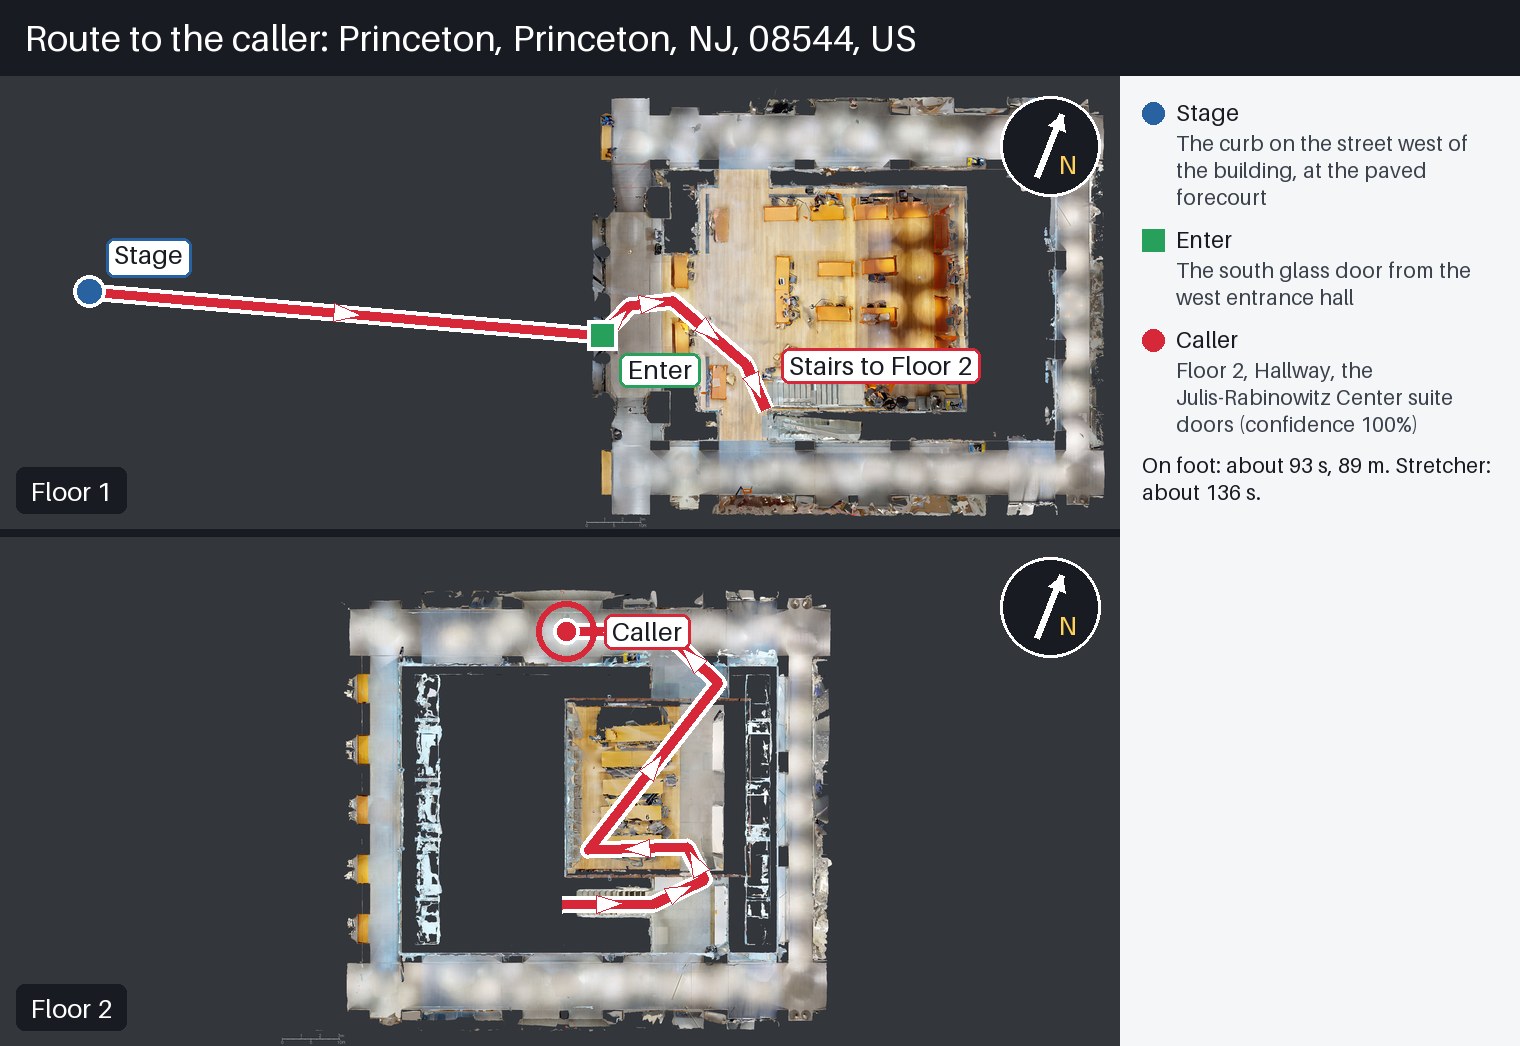 Route to the caller: Princeton, Princeton, NJ, 08544, US
Stage
Enter
Stairs to Floor 2
N
Floor 1
Caller
N
Floor 2
Stage
The curb on the street west of
the building, at the paved
forecourt
Enter
The south glass door from the
west entrance hall
Caller
Floor 2, Hallway, the
Julis-Rabinowitz Center suite
doors (confidence 100%)
On foot: about 93 s, 89 m. Stretcher:
about 136 s.